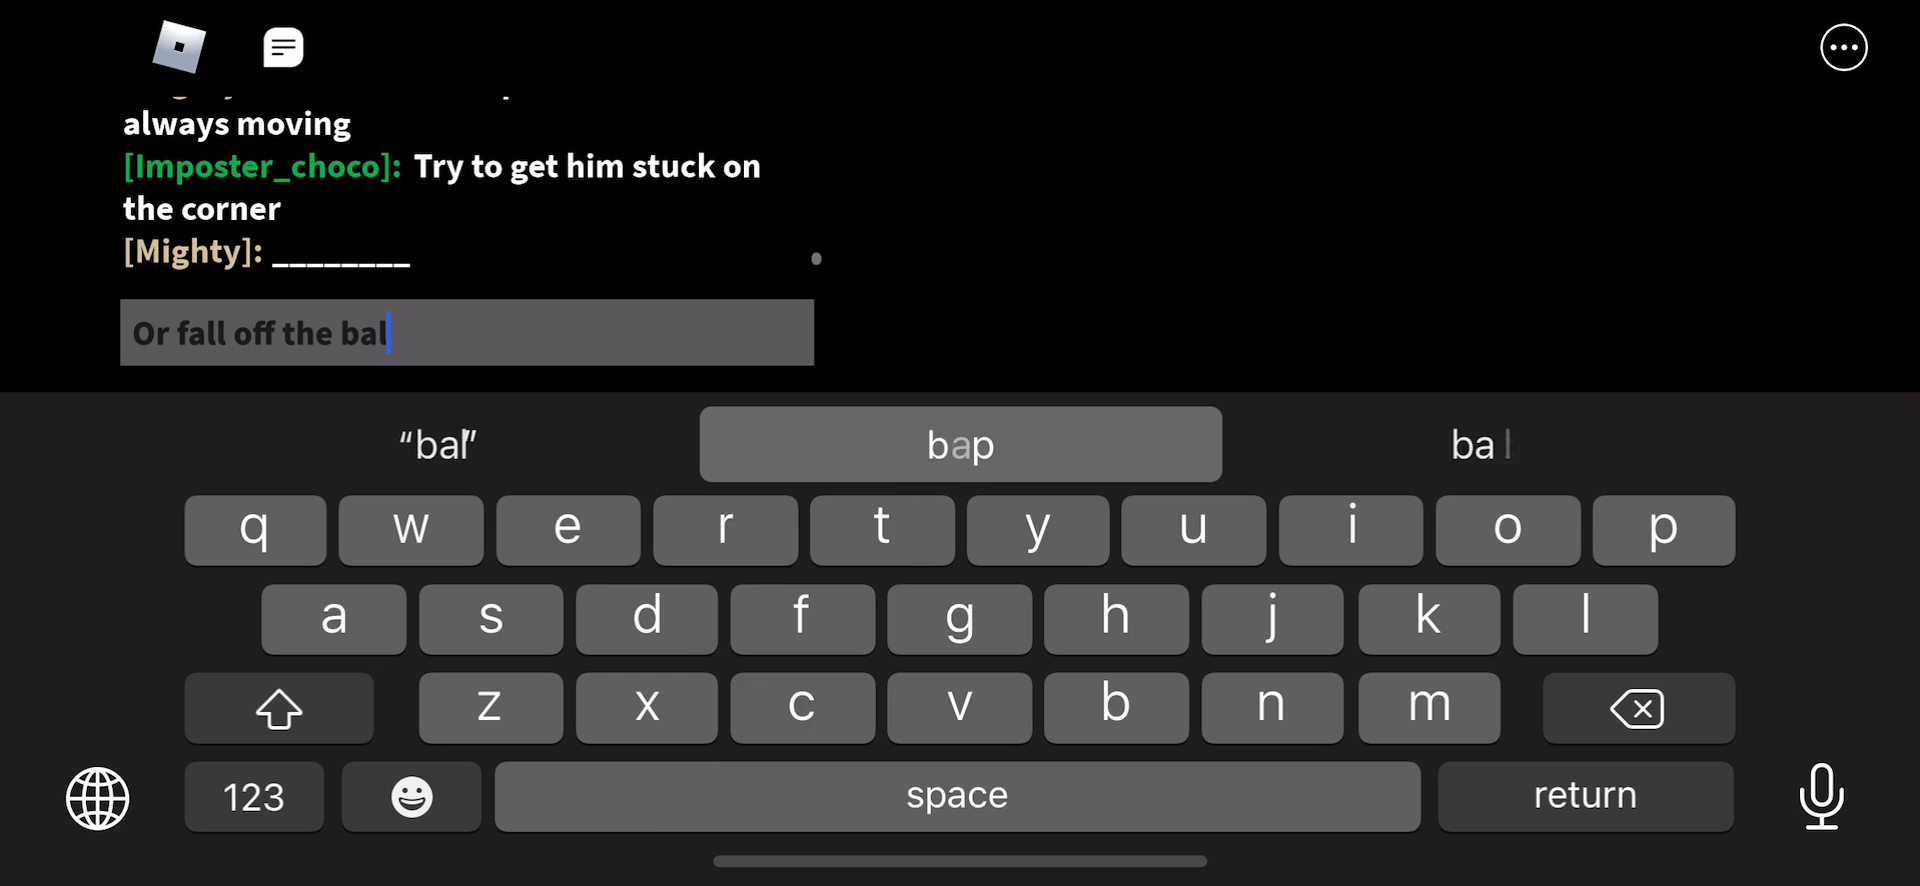 always moving
[Imposter_choco]: Try to get him stuck on
the corner
[Mighty]: ________
Or fall off the bal
“bal” bap ba l
q w e r t y u i o p
a s d f g h j k l
z x c v b n m
123 space return